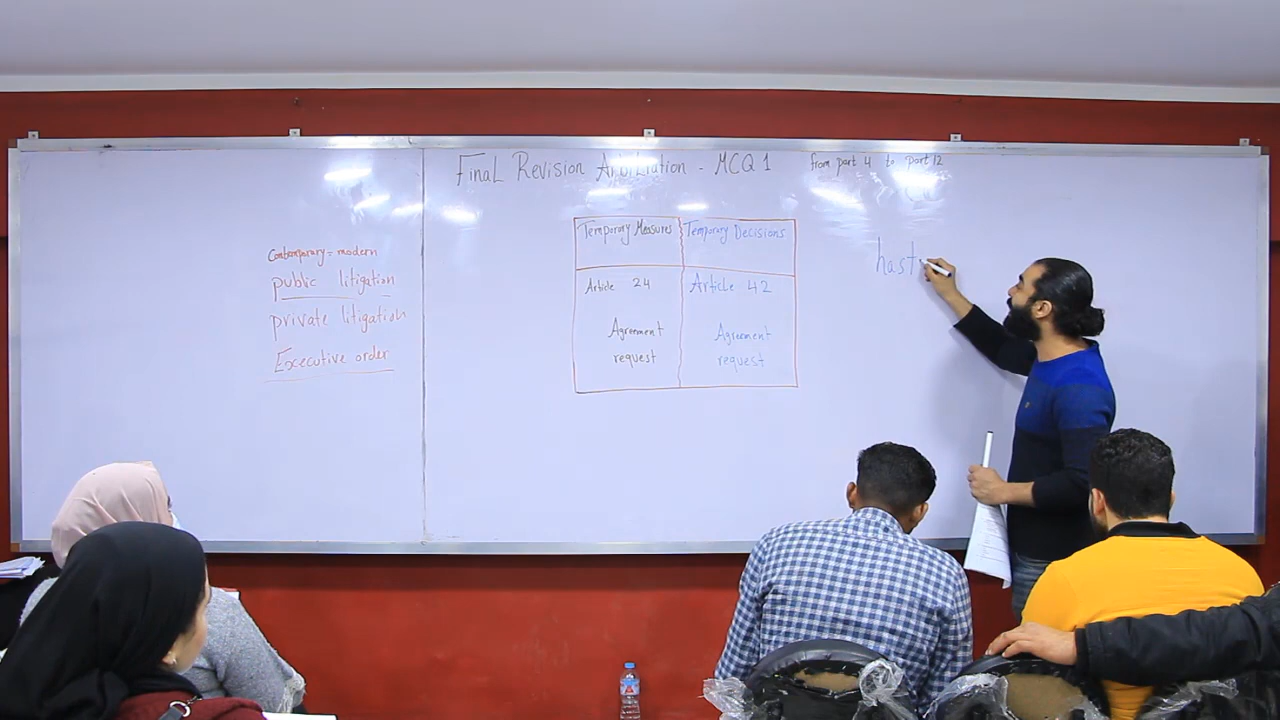 Final Revision Arbitration - MCQ 1
from part 4 to part 12
Contemporary = modern
public litigation
private litigation
Executive order
Temporary Measures
Temporary Decisions
Article 24
Article 42
Agreement
request
Agreement
request
hast